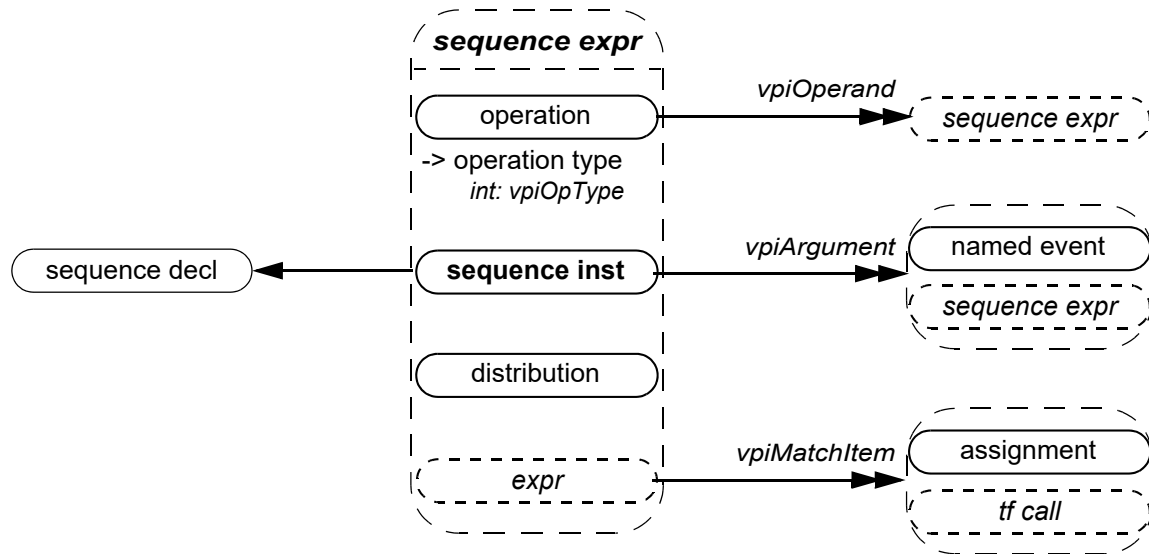 sequence expr
operation
-> operation type
int: vpiOpType
vpiOperand
sequence expr
sequence decl
sequence inst
vpiArgument
named event
sequence expr
distribution
expr
vpiMatchItem
assignment
tf call